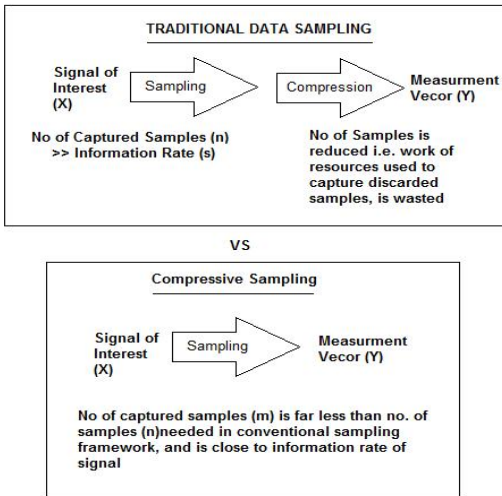 TRADITIONAL DATA SAMPLING
Signal of
Interest
(X)
Sampling
Compression
Measurment
Vecor (Y)
No of Captured Samples (n)
>> Information Rate (s)
No of Samples is
reduced i.e. work of
resources used to
capture discarded
samples, is wasted
VS
Compressive Sampling
Signal of
Interest
(X)
Sampling
Measurment
Vecor (Y)
No of captured samples (m) is far less than no. of
samples (n)needed in conventional sampling
framework, and is close to information rate of
signal